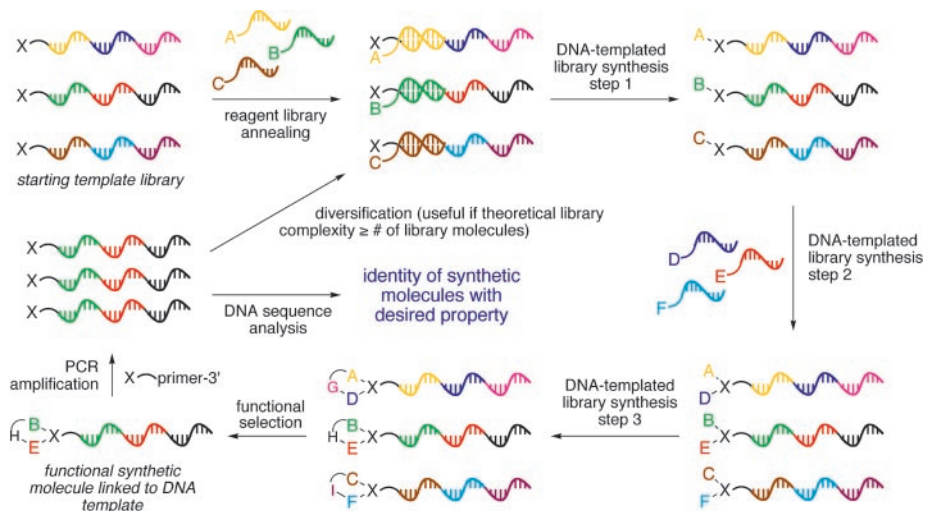 X
X
X
starting template library
A
B
C
reagent library
annealing
X
A
X
B
X
C
DNA-templated
library synthesis
step 1
A
X
B
X
C
X
diversification (useful if theoretical library
complexity ≥ # of library molecules)
X
X
X
DNA sequence
analysis
identity of synthetic
molecules with
desired property
D
E
F
DNA-templated
library synthesis
step 2
PCR
amplification
X
primer-3'
H
B
E
X
functional synthetic
molecule linked to DNA
template
functional
selection
G
A
D
X
H
B
E
X
I
C
F
X
DNA-templated
library synthesis
step 3
A
D
X
B
E
X
C
F
X